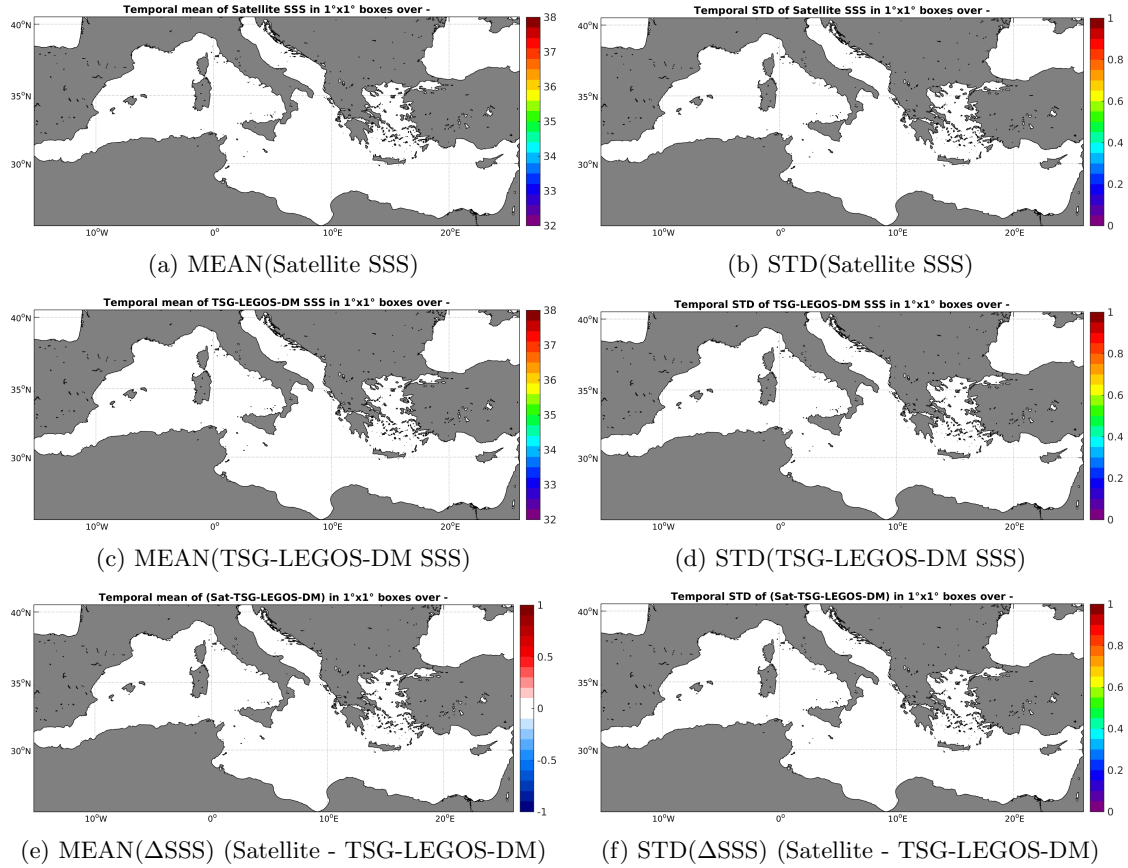 Temporal mean of Satellite SSS in 1°x1° boxes over -
40°N
35°N
30°N
10°W 0° 10°E 20°E
38
37
36
35
34
33
32
(a) MEAN(Satellite SSS)
Temporal STD of Satellite SSS in 1°x1° boxes over -
40°N
35°N
30°N
10°W 0° 10°E 20°E
1
0.8
0.6
0.4
0.2
0
(b) STD(Satellite SSS)
Temporal mean of TSG-LEGOS-DM SSS in 1°x1° boxes over -
40°N
35°N
30°N
10°W 0° 10°E 20°E
38
37
36
35
34
33
32
(c) MEAN(TSG-LEGOS-DM SSS)
Temporal STD of TSG-LEGOS-DM SSS in 1°x1° boxes over -
40°N
35°N
30°N
10°W 0° 10°E 20°E
1
0.8
0.6
0.4
0.2
0
(d) STD(TSG-LEGOS-DM SSS)
Temporal mean of (Sat-TSG-LEGOS-DM) in 1°x1° boxes over -
40°N
35°N
30°N
10°W 0° 10°E 20°E
1
0.5
0
-0.5
-1
(e) MEAN(ΔSSS) (Satellite - TSG-LEGOS-DM)
Temporal STD of (Sat-TSG-LEGOS-DM) in 1°x1° boxes over -
40°N
35°N
30°N
10°W 0° 10°E 20°E
1
0.8
0.6
0.4
0.2
0
(f) STD(ΔSSS) (Satellite - TSG-LEGOS-DM)